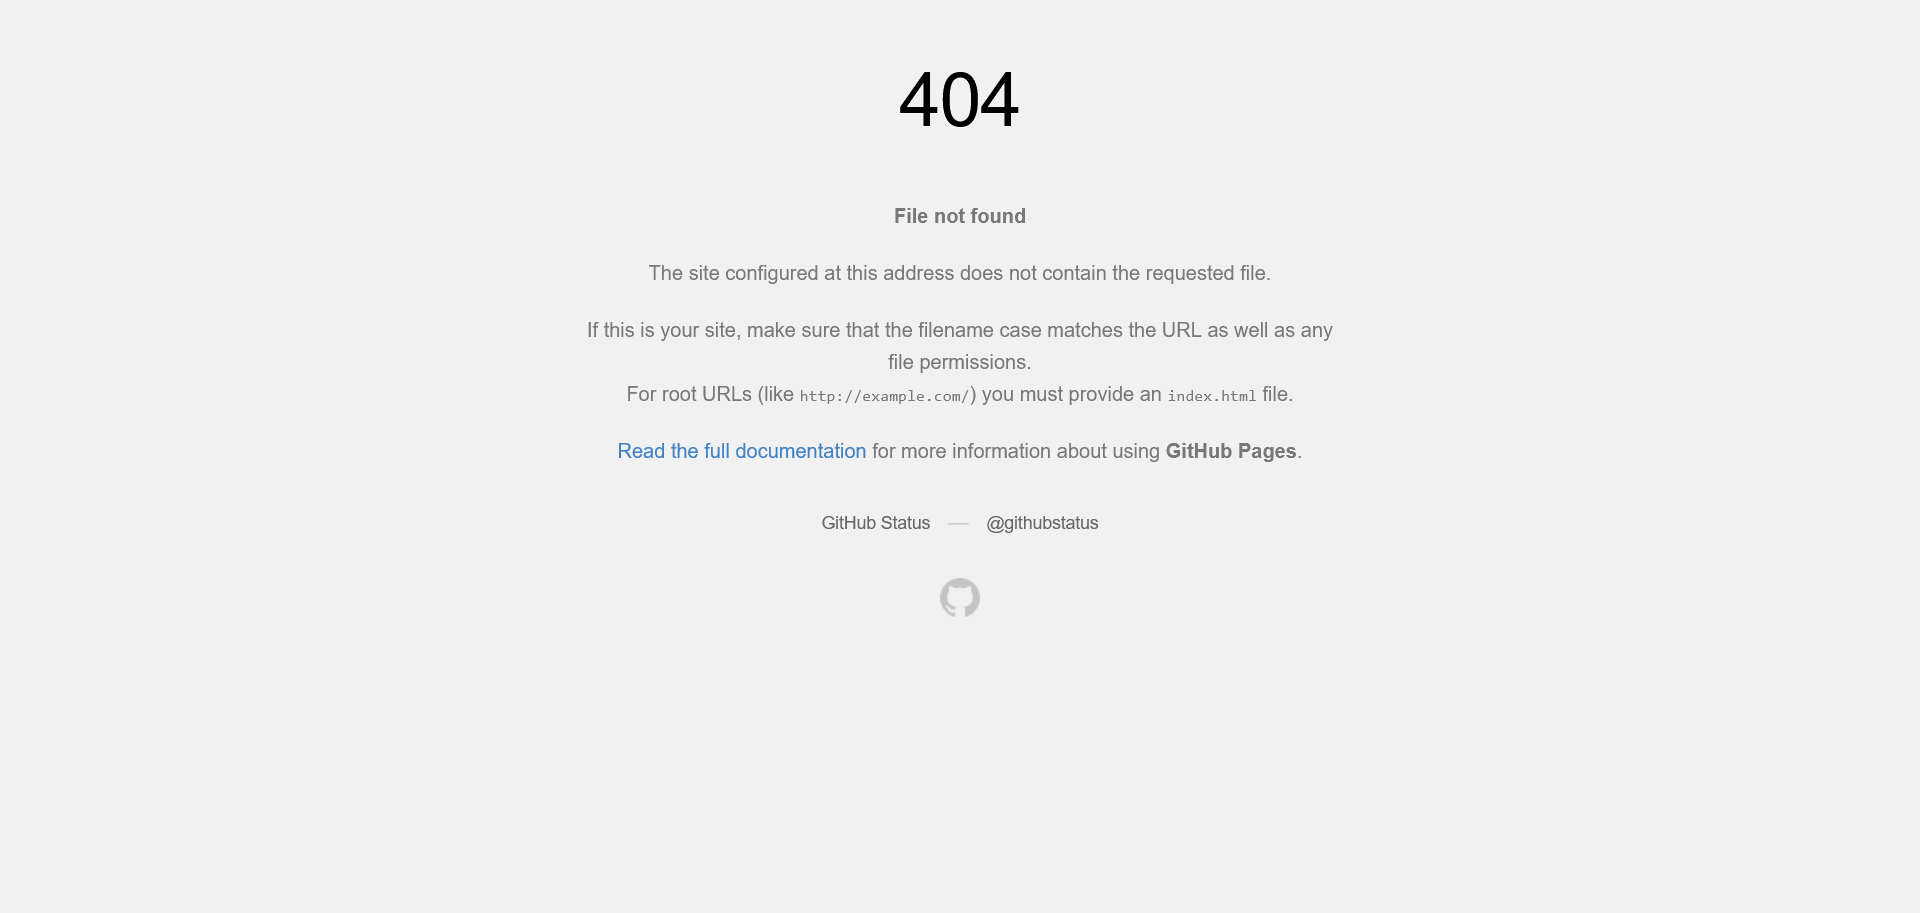 404
File not found
The site configured at this address does not contain the requested file.
If this is your site, make sure that the filename case matches the URL as well as any
file permissions.
For root URLs (like http://example.com/) you must provide an index.html file.
Read the full documentation for more information about using GitHub Pages.
GitHub Status — @githubstatus